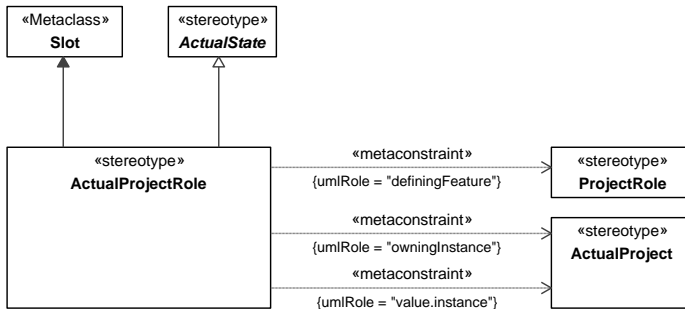 «Metaclass»
Slot
«stereotype»
ActualState
«stereotype»
ActualProjectRole
«metaconstraint»
{umlRole = "definingFeature"}
«stereotype»
ProjectRole
«metaconstraint»
{umlRole = "owningInstance"}
«stereotype»
ActualProject
«metaconstraint»
{umlRole = "value.instance"}